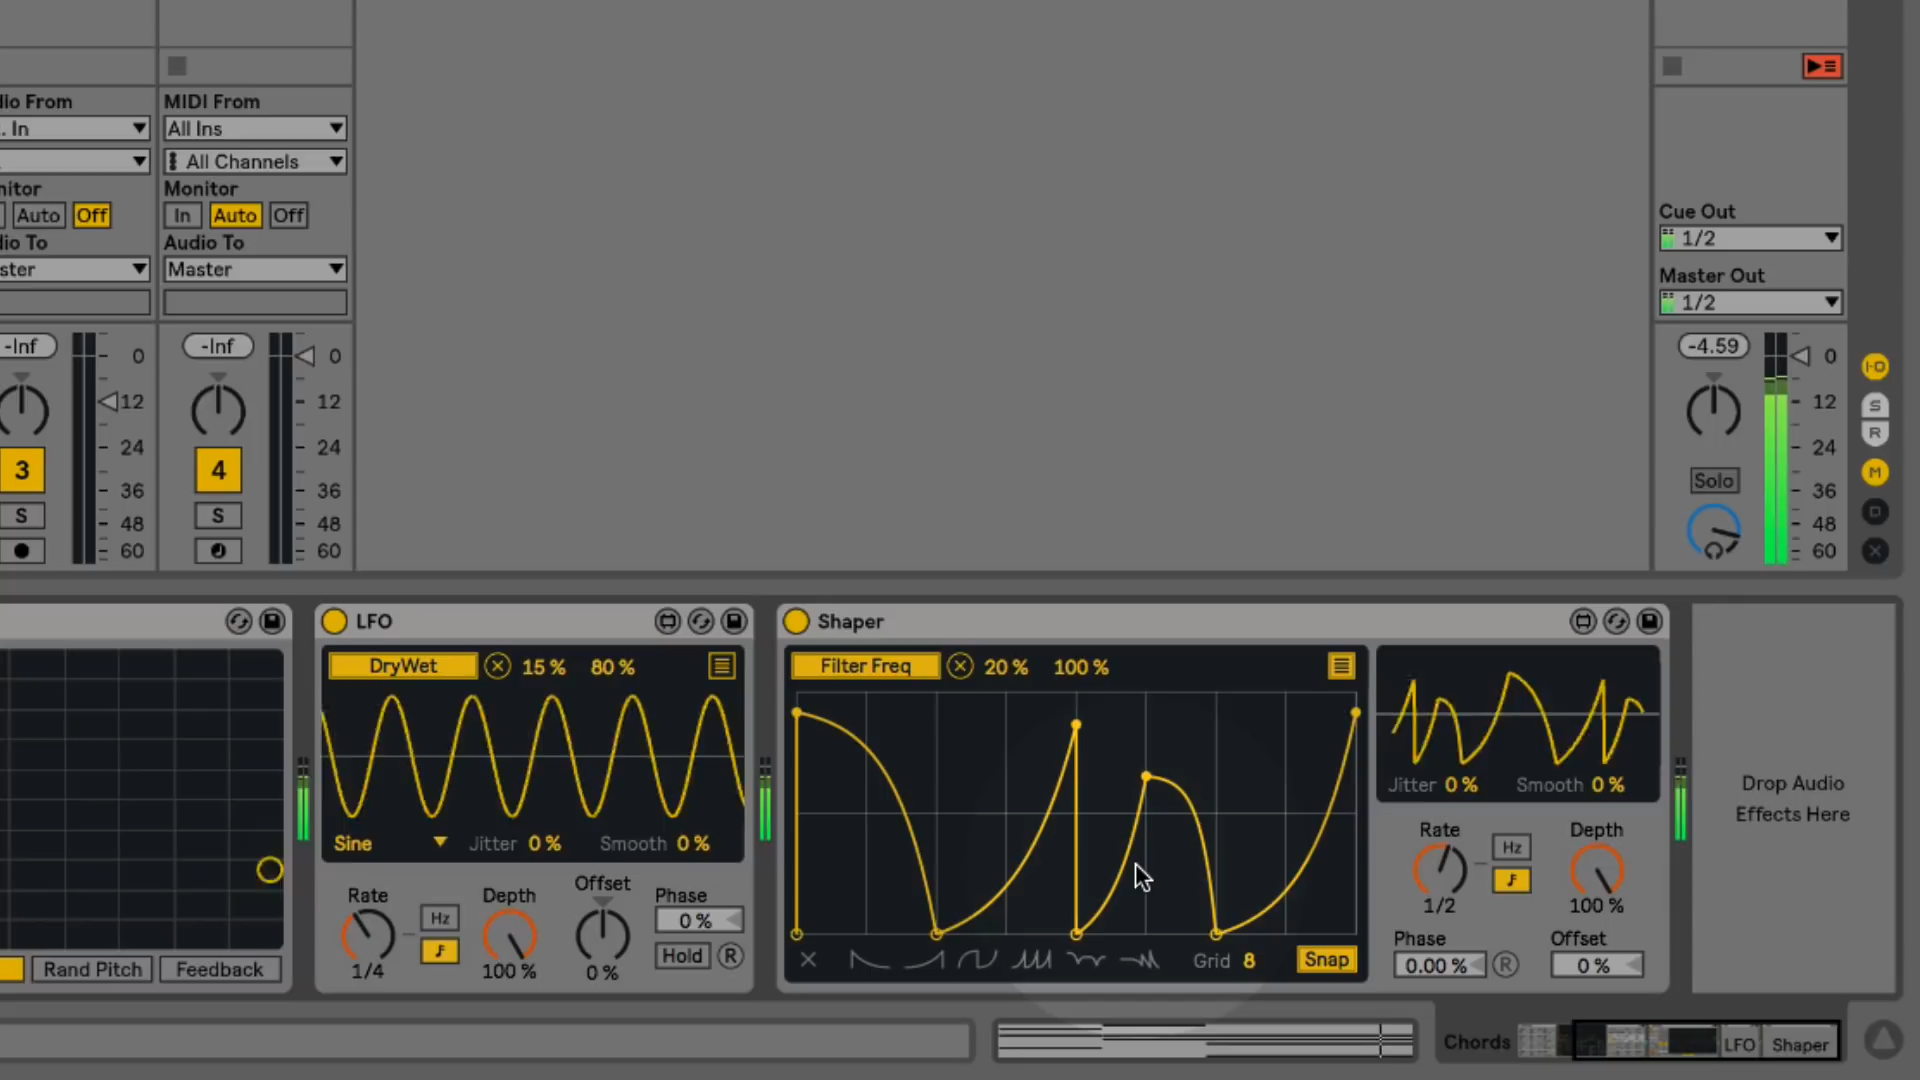 dio From
MIDI From
. In
All Ins
All Channels
nitor
Monitor
Auto Off
In Auto Off
dio To
Audio To
ster
Master
Cue Out
1/2
Master Out
1/2
-Inf
0
12
24
36
48
60
3
S
-Inf
0
12
24
36
48
60
4
S
-4.59
0
12
24
36
48
60
Solo
I·O
S
R
M
D
X
Rand Pitch
Feedback
LFO
DryWet 15 % 80 %
Sine Jitter 0 % Smooth 0 %
Rate
1/4
Hz
Depth
100 %
Offset
0 %
Phase
0 %
Hold R
Shaper
Filter Freq 20 % 100 %
Grid 8 Snap
Jitter 0 % Smooth 0 %
Rate
1/2
Hz
Depth
100 %
Phase
0.00 % R
Offset
0 %
Drop Audio
Effects Here
Chords
LFO
Shaper